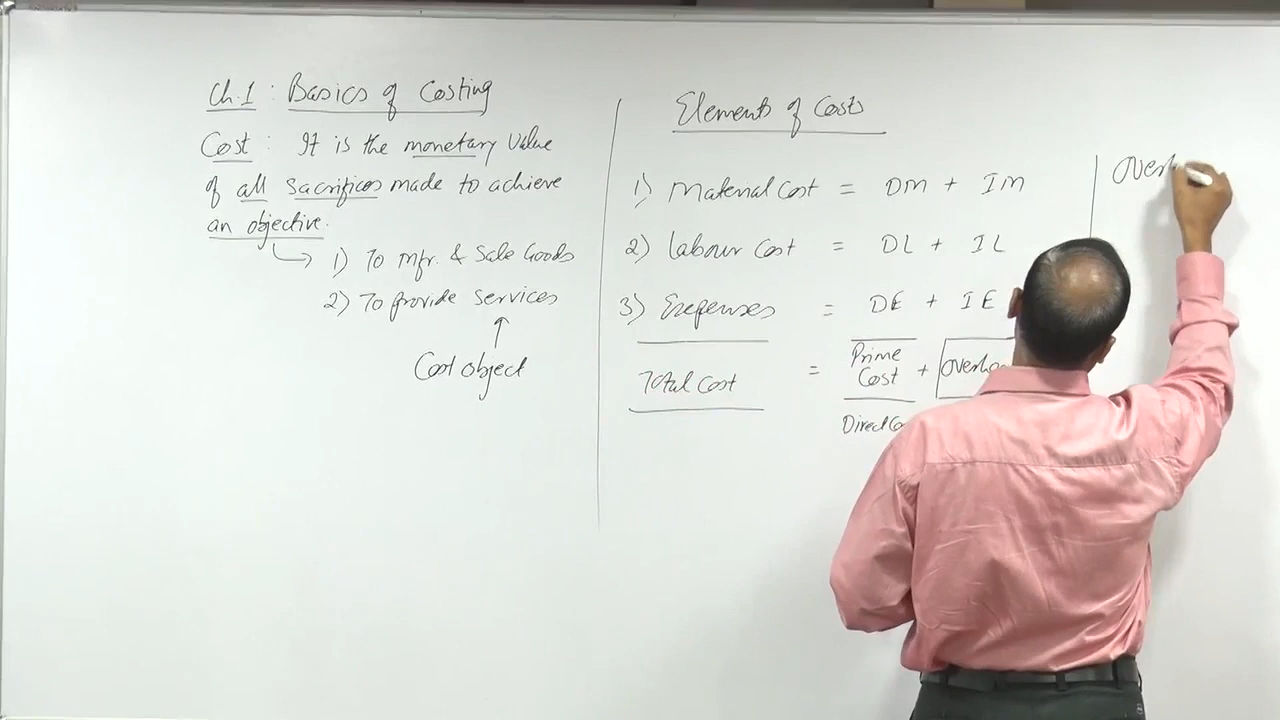 Ch.1 : Basics of Costing
Cost : It is the monetary value
of all sacrifices made to achieve
an objective.
1) To Mfr. & Sale Goods
2) To provide services
Cost object
Elements of Costs
1) Material Cost = DM + IM
2) Labour Cost = DL + IL
3) Expenses = DE + IE
Total Cost = Prime Cost +
Direct